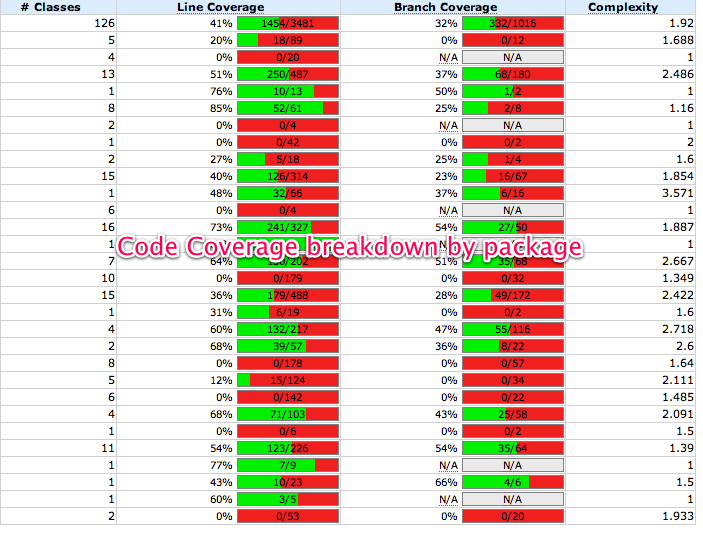 # Classes Line Coverage Branch Coverage Complexity
126 41% 1454/3481 32% 332/1016 1.92
5 20% 18/89 0% 0/12 1.688
4 0% 0/20 N/A N/A 1
13 51% 250/487 37% 68/180 2.486
1 76% 10/13 50% 1/2 1
8 85% 52/61 25% 2/8 1.16
2 0% 0/4 N/A N/A 1
1 0% 0/42 0% 0/2 2
2 27% 5/18 25% 1/4 1.6
15 40% 126/314 23% 16/67 1.854
1 48% 32/66 37% 6/16 3.571
6 0% 0/4 N/A N/A 1
16 73% 241/327 54% 27/50 1.887
1 1
Code Coverage breakdown by package
7 64% 130/202 51% 35/68 2.667
10 0% 0/179 0% 0/32 1.349
15 36% 179/488 28% 49/172 2.422
1 31% 6/19 0% 0/2 1.6
4 60% 132/217 47% 55/116 2.718
2 68% 39/57 36% 8/22 2.6
8 0% 0/178 0% 0/57 1.64
5 12% 15/124 0% 0/34 2.111
6 0% 0/142 0% 0/22 1.485
4 68% 71/103 43% 25/58 2.091
1 0% 0/6 0% 0/2 1.5
11 54% 123/226 54% 35/64 1.39
1 77% 7/9 N/A N/A 1
1 43% 10/23 66% 4/6 1.5
1 60% 3/5 N/A N/A 1
2 0% 0/53 0% 0/20 1.933